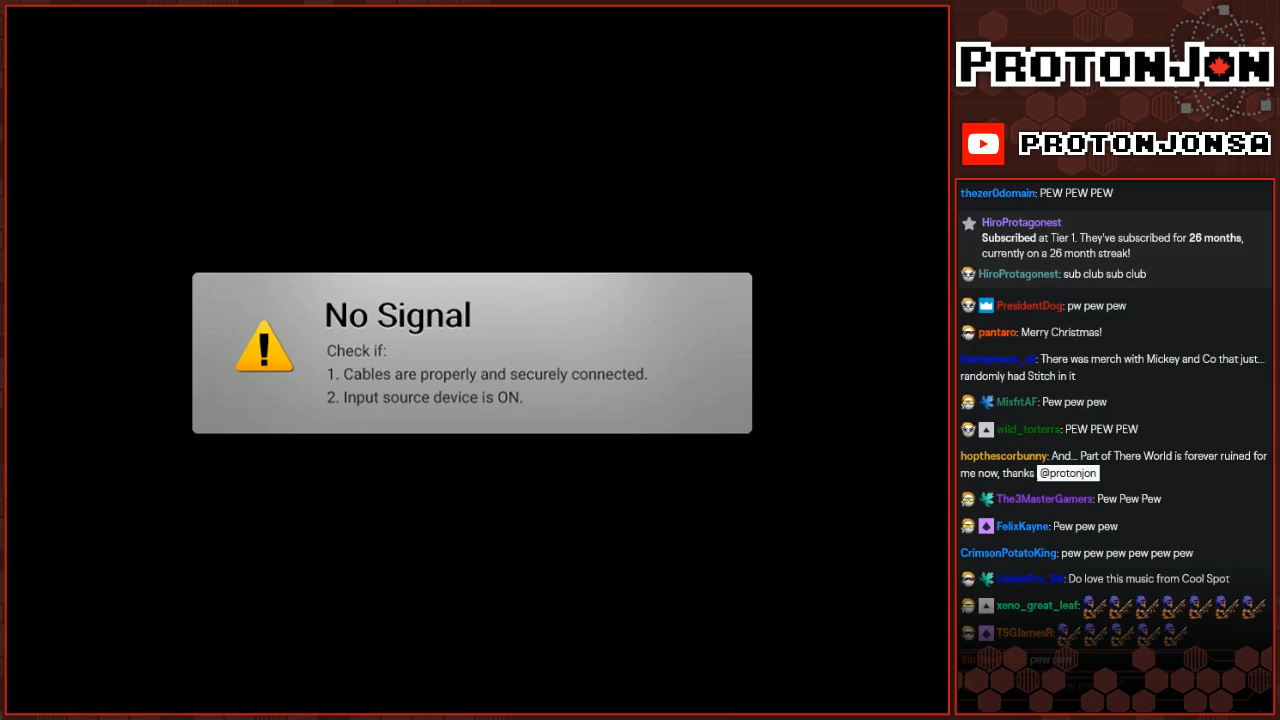 No Signal
Check if:
1. Cables are properly and securely connected.
2. Input source device is ON.
PROTONJON
PROTONJONSA
thezer0domain: PEW PEW PEW
HiroProtagonest
Subscribed at Tier 1. They've subscribed for 26 months,
currently on a 26 month streak!
HiroProtagonest: sub club sub club
PresidentDog: pw pew pew
pantaro: Merry Christmas!
There was merch with Mickey and Co that just...
randomly had Stitch in it
MisfitAF: Pew pew pew
wild_torterra: PEW PEW PEW
hopthescorbunny: And... Part of There World is forever ruined for
me now, thanks @protonjon
The3MasterGamers: Pew Pew Pew
FelixKayne: Pew pew pew
CrimsonPotatoKing: pew pew pew pew pew pew
Do love this music from Cool Spot
xeno_great_leaf:
TSGJamesR:
pew pew